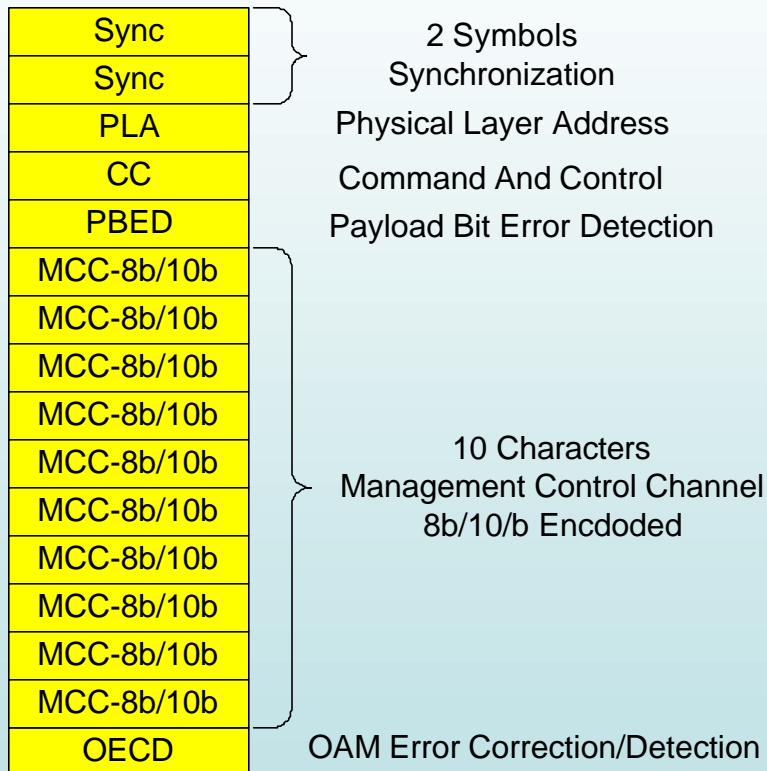 Sync
Sync
2 Symbols
Synchronization
PLA
Physical Layer Address
CC
Command And Control
PBED
Payload Bit Error Detection
MCC-8b/10b
MCC-8b/10b
MCC-8b/10b
MCC-8b/10b
MCC-8b/10b
MCC-8b/10b
MCC-8b/10b
MCC-8b/10b
MCC-8b/10b
MCC-8b/10b
10 Characters
Management Control Channel
8b/10/b Encdoded
OECD
OAM Error Correction/Detection